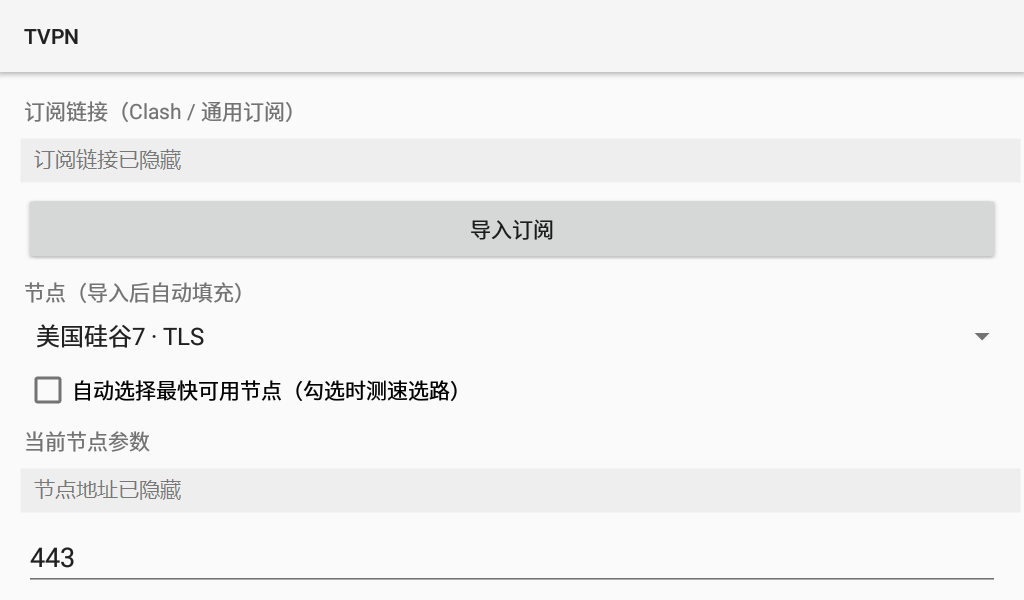 TVPN
订阅链接（Clash / 通用订阅）
订阅链接已隐藏
导入订阅
节点（导入后自动填充）
美国硅谷7 · TLS
自动选择最快可用节点（勾选时测速选路）
当前节点参数
节点地址已隐藏
443